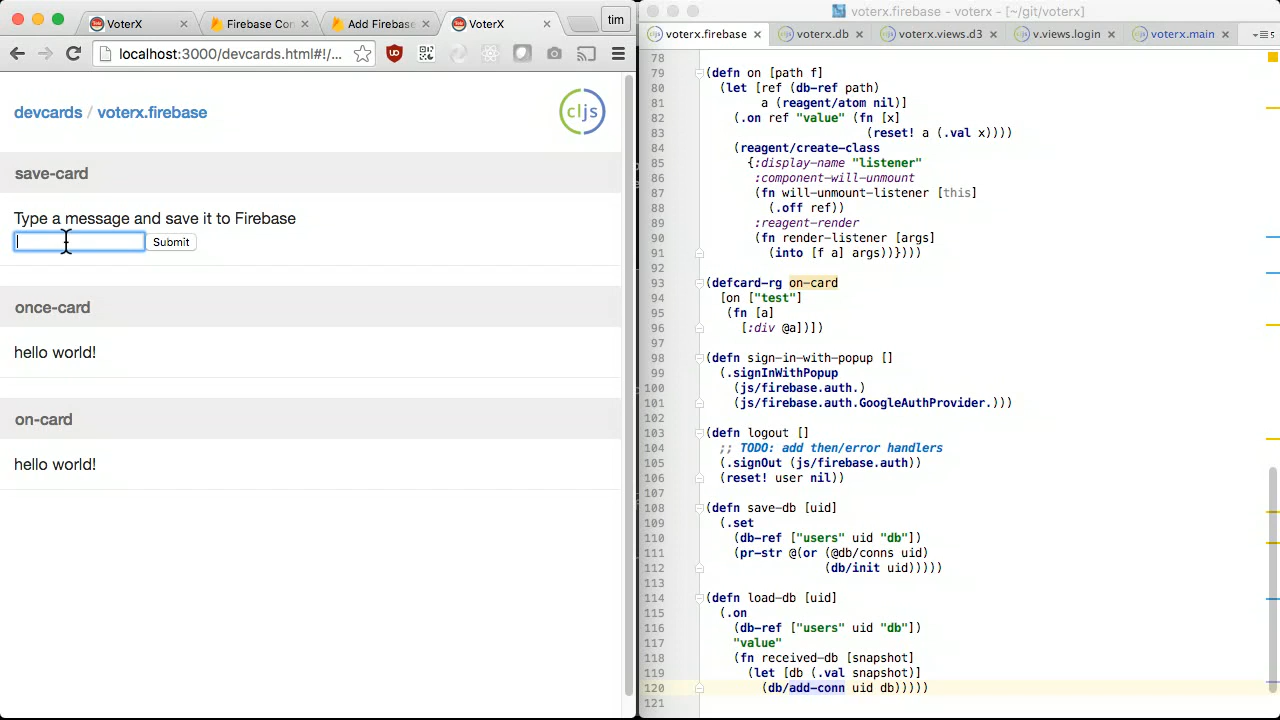 VoterX
Firebase Con
Add Firebase
VoterX
tim
localhost:3000/devcards.html#!/...
devcards / voterx.firebase
cljs
save-card
Type a message and save it to Firebase
Submit
once-card
hello world!
on-card
hello world!
voterx.firebase - voterx - [~/git/voterx]
voterx.firebase
voterx.db
voterx.views.d3
v.views.login
voterx.main
78
79 (defn on [path f]
80 (let [ref (db-ref path)
81 a (reagent/atom nil)]
82 (.on ref "value" (fn [x]
83 (reset! a (.val x))))
84 (reagent/create-class
85 {:display-name "listener"
86 :component-will-unmount
87 (fn will-unmount-listener [this]
88 (.off ref))
89 :reagent-render
90 (fn render-listener [args]
91 (into [f a] args))})))
92
93 (defcard-rg on-card
94 [on ["test"]
95 (fn [a]
96 [:div @a])])
97
98 (defn sign-in-with-popup []
99 (.signInWithPopup
100 (js/firebase.auth.)
101 (js/firebase.auth.GoogleAuthProvider.)))
102
103 (defn logout []
104 ;; TODO: add then/error handlers
105 (.signOut (js/firebase.auth))
106 (reset! user nil))
107
108 (defn save-db [uid]
109 (.set
110 (db-ref ["users" uid "db"])
111 (pr-str @(or (@db/conns uid)
112 (db/init uid)))))
113
114 (defn load-db [uid]
115 (.on
116 (db-ref ["users" uid "db"])
117 "value"
118 (fn received-db [snapshot]
119 (let [db (.val snapshot)]
120 (db/add-conn uid db)))))
121